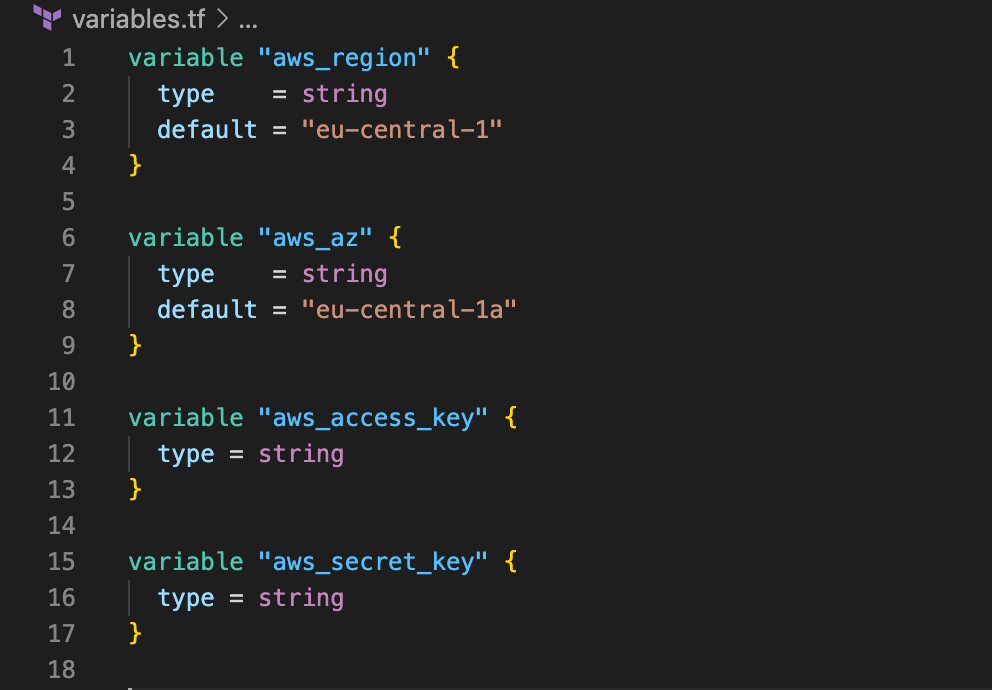 variables.tf > ...
1 variable "aws_region" {
2   type    = string
3   default = "eu-central-1"
4 }
5
6 variable "aws_az" {
7   type    = string
8   default = "eu-central-1a"
9 }
10
11 variable "aws_access_key" {
12   type = string
13 }
14
15 variable "aws_secret_key" {
16   type = string
17 }
18